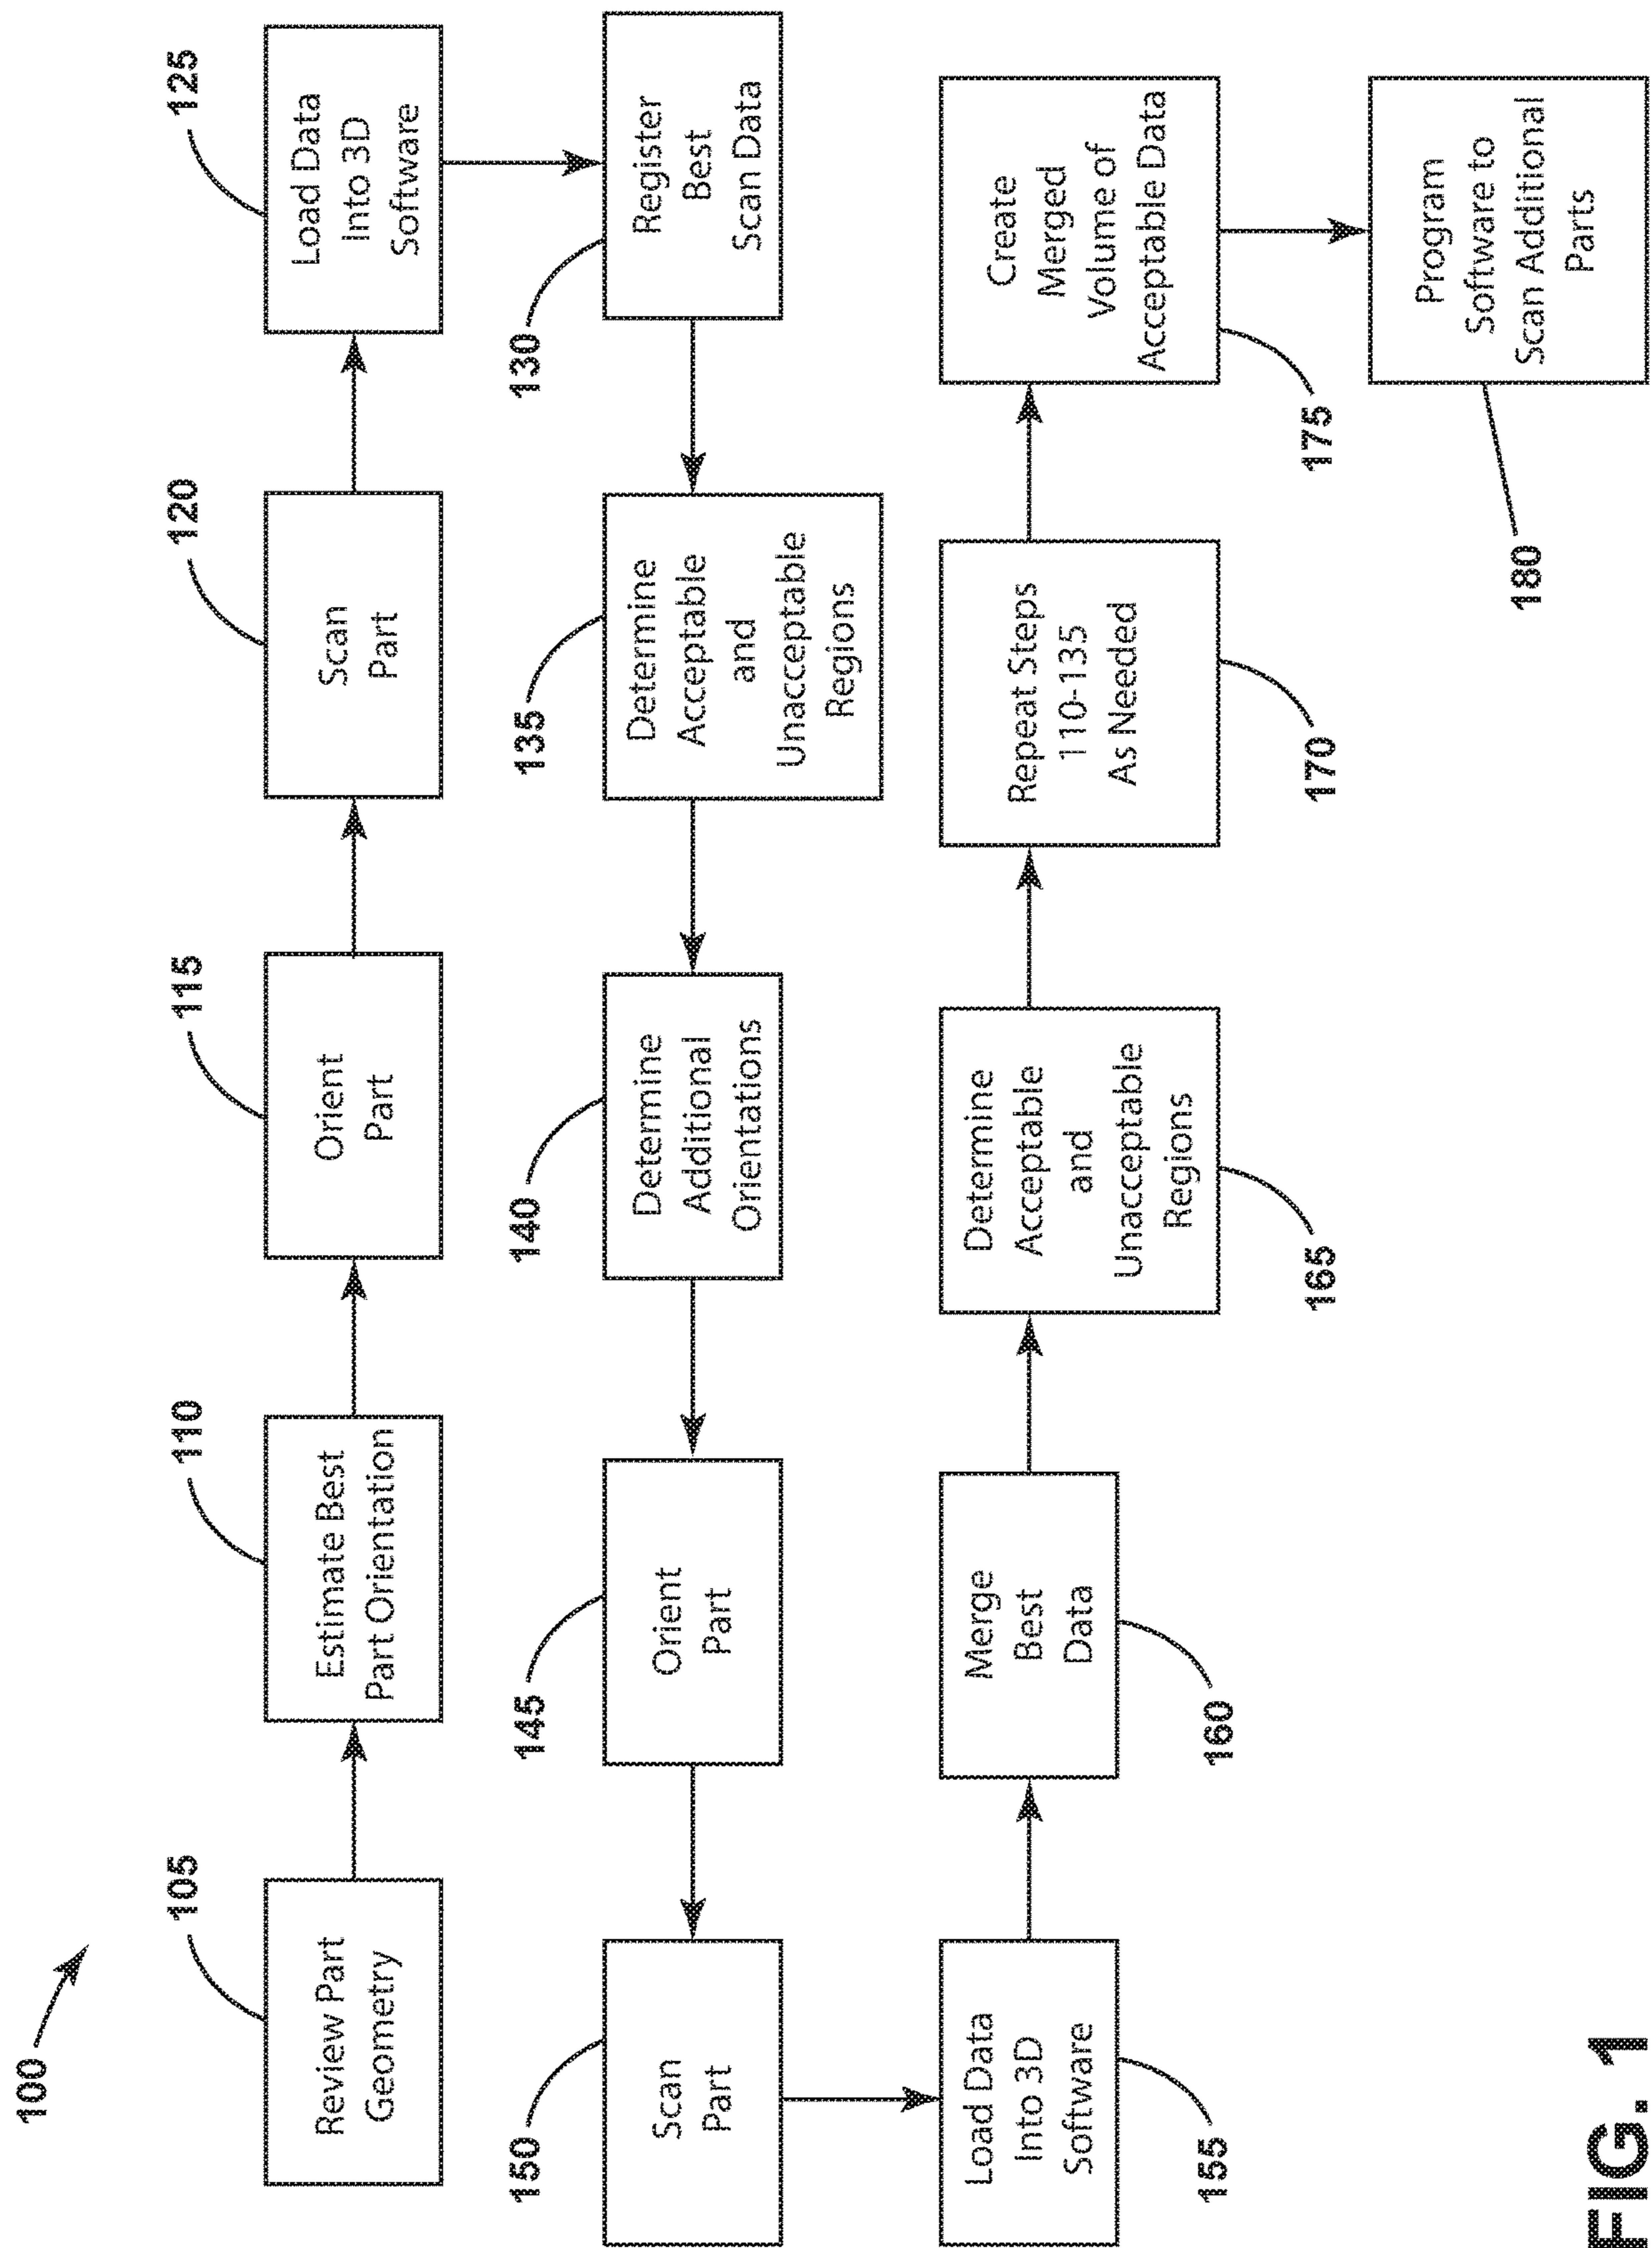 100
105
Review Part
Geometry
110
Estimate Best
Part Orientation
115
Orient
Part
120
Scan
Part
125
Load Data
Into 3D
Software
130
Register
Best
Scan Data
135
Determine
Acceptable
and
Unacceptable
Regions
140
Determine
Additional
Orientations
145
Orient
Part
150
Scan
Part
155
Load Data
Into 3D
Software
160
Merge
Best
Data
165
Determine
Acceptable
and
Unacceptable
Regions
170
Repeat Steps
110-135
As Needed
175
Create
Merged
Volume of
Acceptable Data
180
Program
Software to
Scan Additional
Parts
FIG. 1